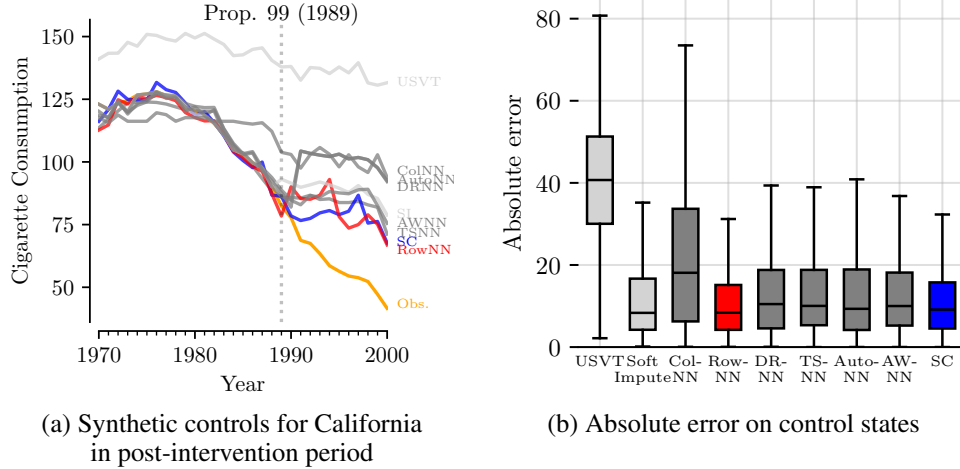 Prop. 99 (1989)
150
125
100
75
50
Cigarette Consumption
USVT
ColNN
AutoNN
DRNN
SI
AWNN
TSNN
SC
RowNN
Obs.
1970 1980 1990 2000
Year
(a) Synthetic controls for California
in post-intervention period
80
60
40
20
0
Absolute error
USVT Soft Col- Row- DR- TS- Auto- AW- SC
Impute NN NN NN NN NN NN
(b) Absolute error on control states